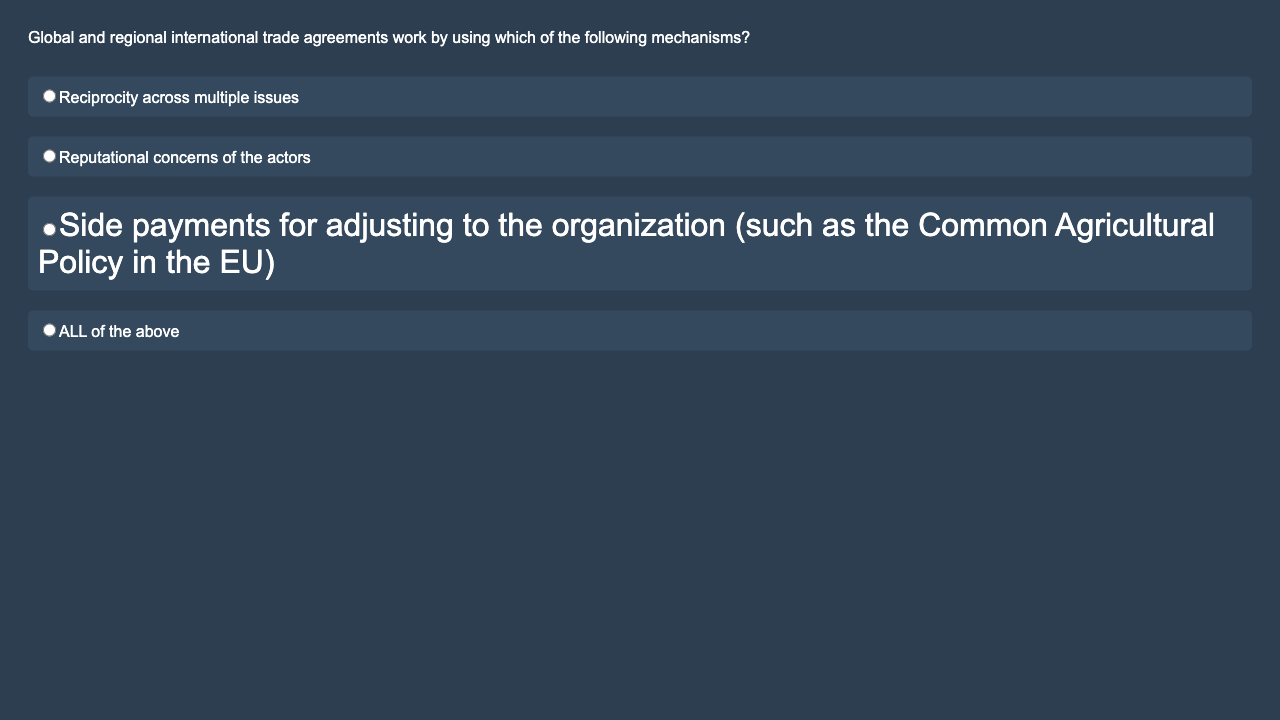 Global and regional international trade agreements work by using which of the following mechanisms?
Reciprocity across multiple issues
Reputational concerns of the actors
Side payments for adjusting to the organization (such as the Common Agricultural
Policy in the EU)
ALL of the above